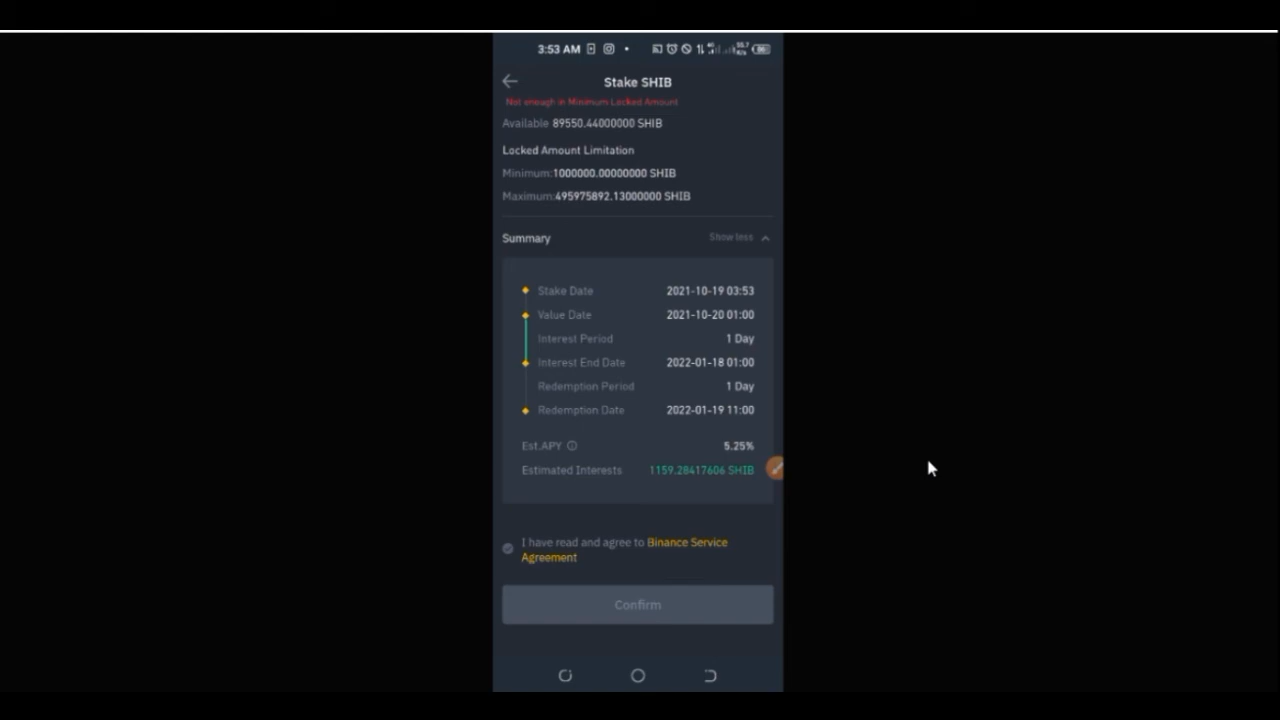 3:53 AM
Stake SHIB
Not enough in Minimum Locked Amount
Available 89550.44000000 SHIB
Locked Amount Limitation
Minimum:1000000.00000000 SHIB
Maximum:495975892.13000000 SHIB
Summary Show less
Stake Date 2021-10-19 03:53
Value Date 2021-10-20 01:00
Interest Period 1 Day
Interest End Date 2022-01-18 01:00
Redemption Period 1 Day
Redemption Date 2022-01-19 11:00
Est.APY 5.25%
Estimated Interests 1159.28417606 SHIB
I have read and agree to Binance Service
Agreement
Confirm